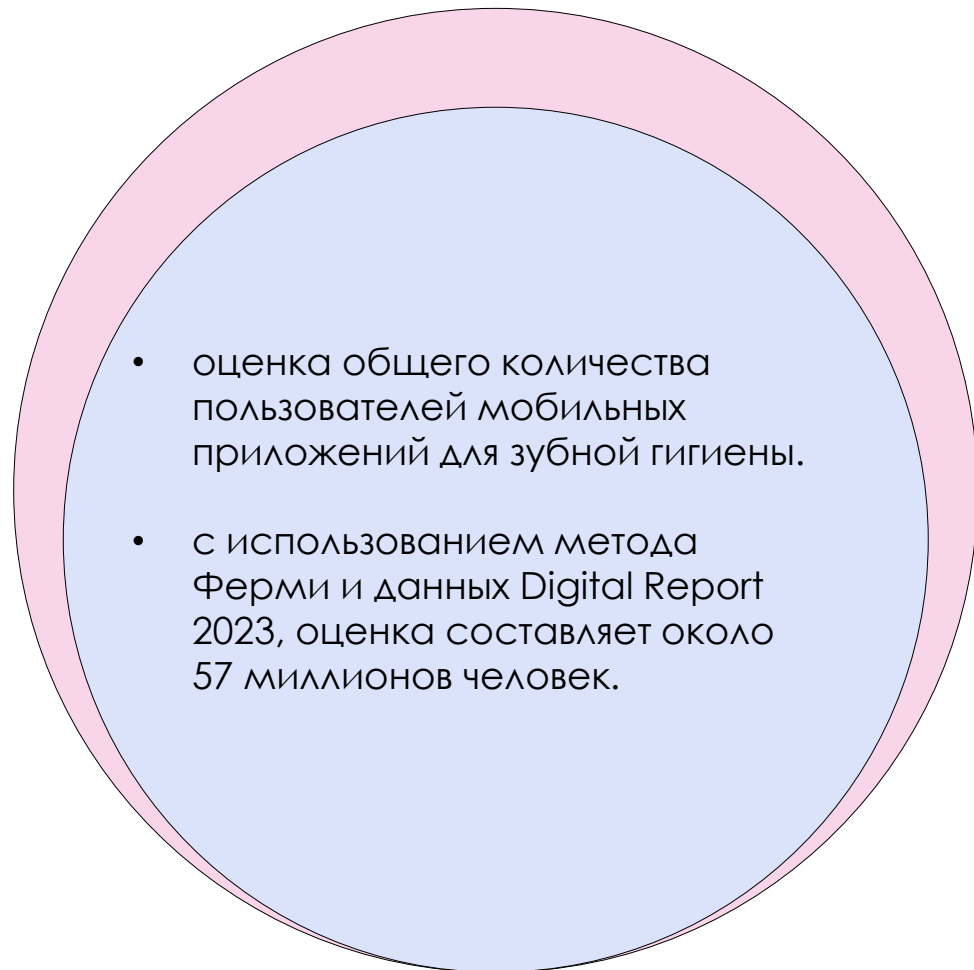 • оценка общего количества
пользователей мобильных
приложений для зубной гигиены.
• с использованием метода
Ферми и данных Digital Report
2023, оценка составляет около
57 миллионов человек.